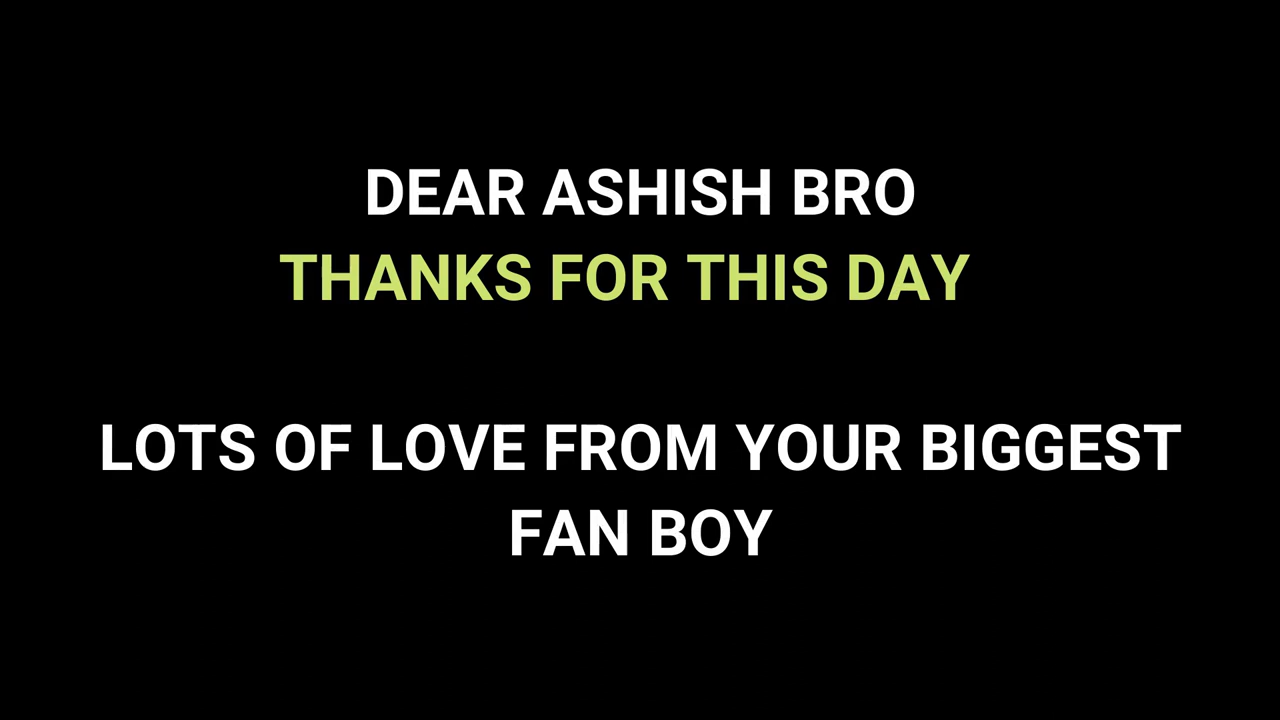 DEAR ASHISH BRO
THANKS FOR THIS DAY
LOTS OF LOVE FROM YOUR BIGGEST
FAN BOY